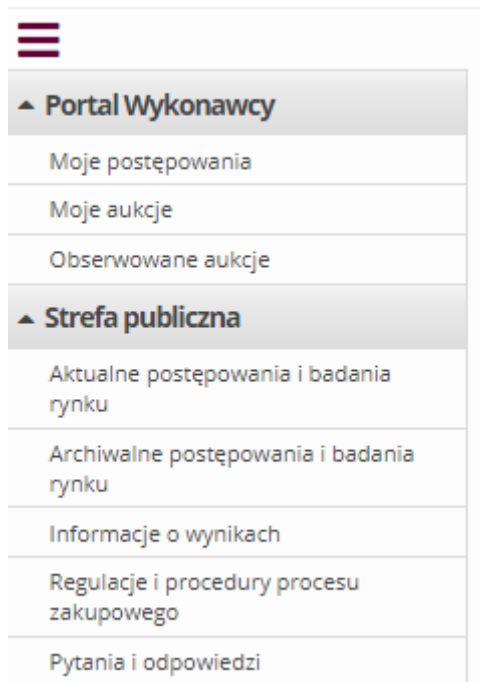 Portal Wykonawcy
Moje postępowania
Moje aukcje
Obserwowane aukcje
Strefa publiczna
Aktualne postępowania i badania
rynku
Archiwalne postępowania i badania
rynku
Informacje o wynikach
Regulacje i procedury procesu
zakupowego
Pytania i odpowiedzi